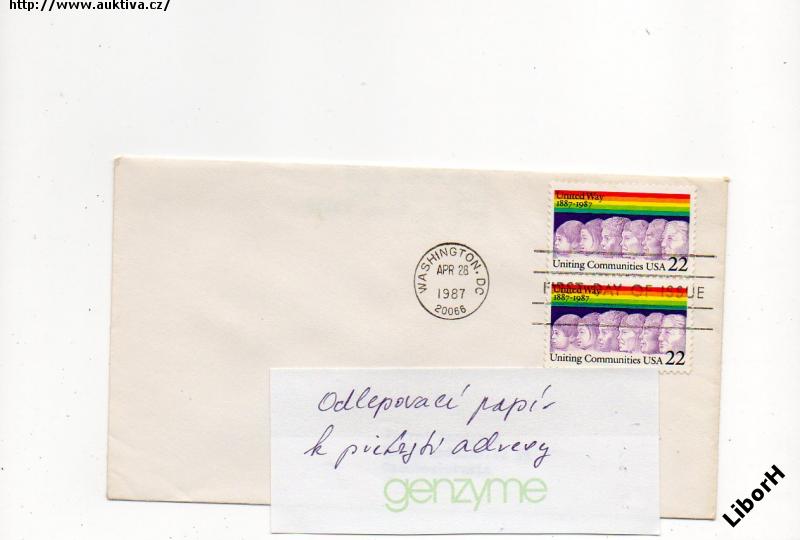 http://www.auktiva.cz/
United Way
1887-1987
Uniting Communities USA 22
WASHINGTON, DC
APR 28
1987
20066
FIRST DAY OF ISSUE
United Way
1887-1987
Uniting Communities USA 22
Odlepovací papír
k přikrytí adresy
genzyme
LiborH